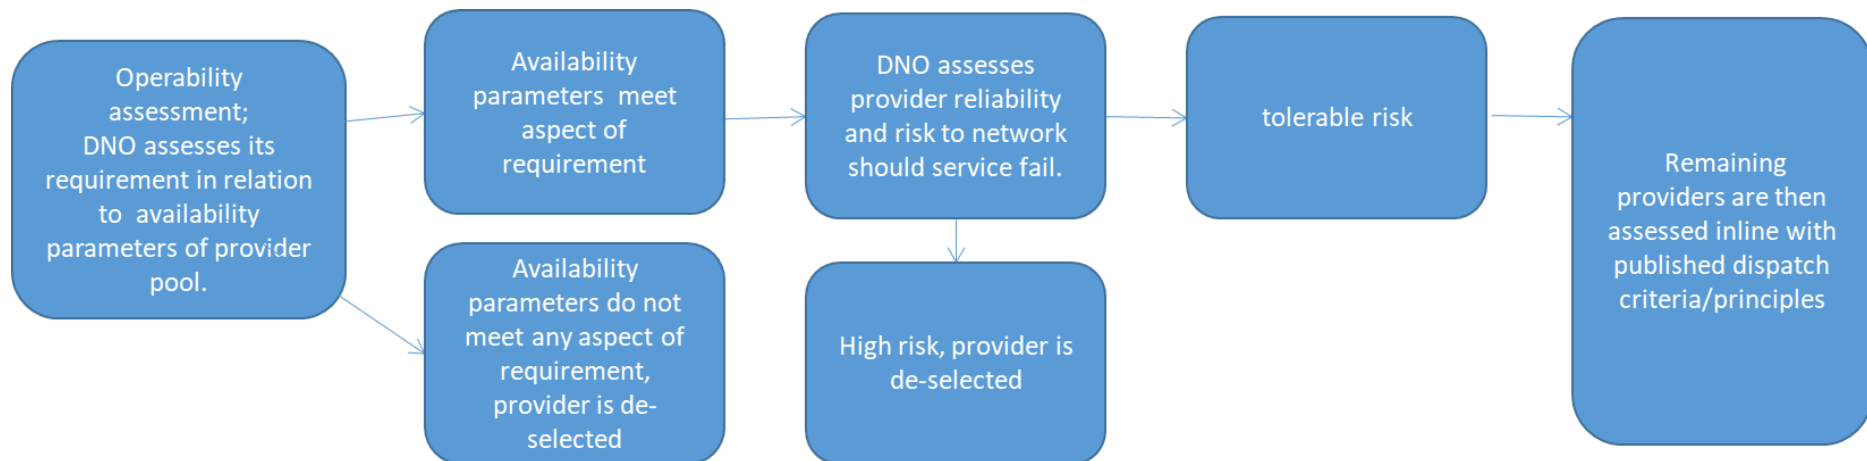 Operability
assessment;
DNO assesses its
requirement in relation
to availability
parameters of provider
pool.
Availability
parameters meet
aspect of
requirement
Availability
parameters do not
meet any aspect of
requirement,
provider is de-
selected
DNO assesses
provider reliability
and risk to network
should service fail.
High risk, provider is
de-selected
tolerable risk
Remaining
providers are then
assessed inline with
published dispatch
criteria/principles